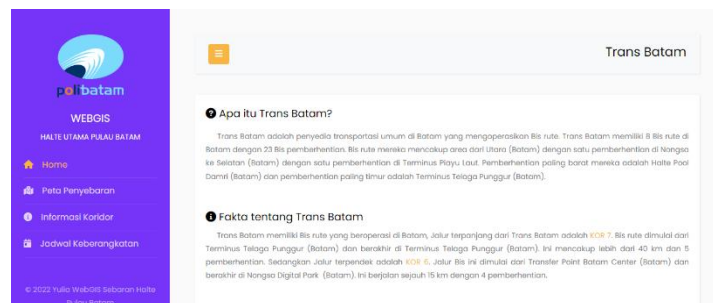 Trans Batam
polibatam
WEBGIS
HALTE UTAMA PULAU BATAM
Home
Peta Penyebaran
Informasi Koridor
Jadwal Keberangkatan
© 2022 Yulia WebGIS Sebaran Halte
Pulau Batam
Apa itu Trans Batam?
Trans Batam adalah penyedia transportasi umum di Batam yang mengoperasikan Bis rute. Trans Batam memiliki 8 Bis rute di
Batam dengan 23 Bis pemberhentian. Bis rute mereka mencakup area dari Utara (Batam) dengan satu pemberhentian di Nongsa
ke Selatan (Batam) dengan satu pemberhentian di Terminus Playu Laut. Pemberhentian paling barat mereka adalah Halte Pool
Damri (Batam) dan pemberhentian paling timur adalah Terminus Telaga Punggur (Batam).
Fakta tentang Trans Batam
Trans Batam memiliki Bis rute yang beroperasi di Batam, Jalur terpanjang dari Trans Batam adalah KOR 7. Bis rute dimulai dari
Terminus Telaga Punggur (Batam) dan berakhir di Terminus Telaga Punggur (Batam). Ini mencakup lebih dari 40 km dan 5
pemberhentian. Sedangkan Jalur terpendek adalah KOR 6. Jalur Bis ini dimulai dari Transfer Point Batam Center (Batam) dan
berakhir di Nongsa Digital Park (Batam). Ini berjalan sejauh 15 km dengan 4 pemberhentian.